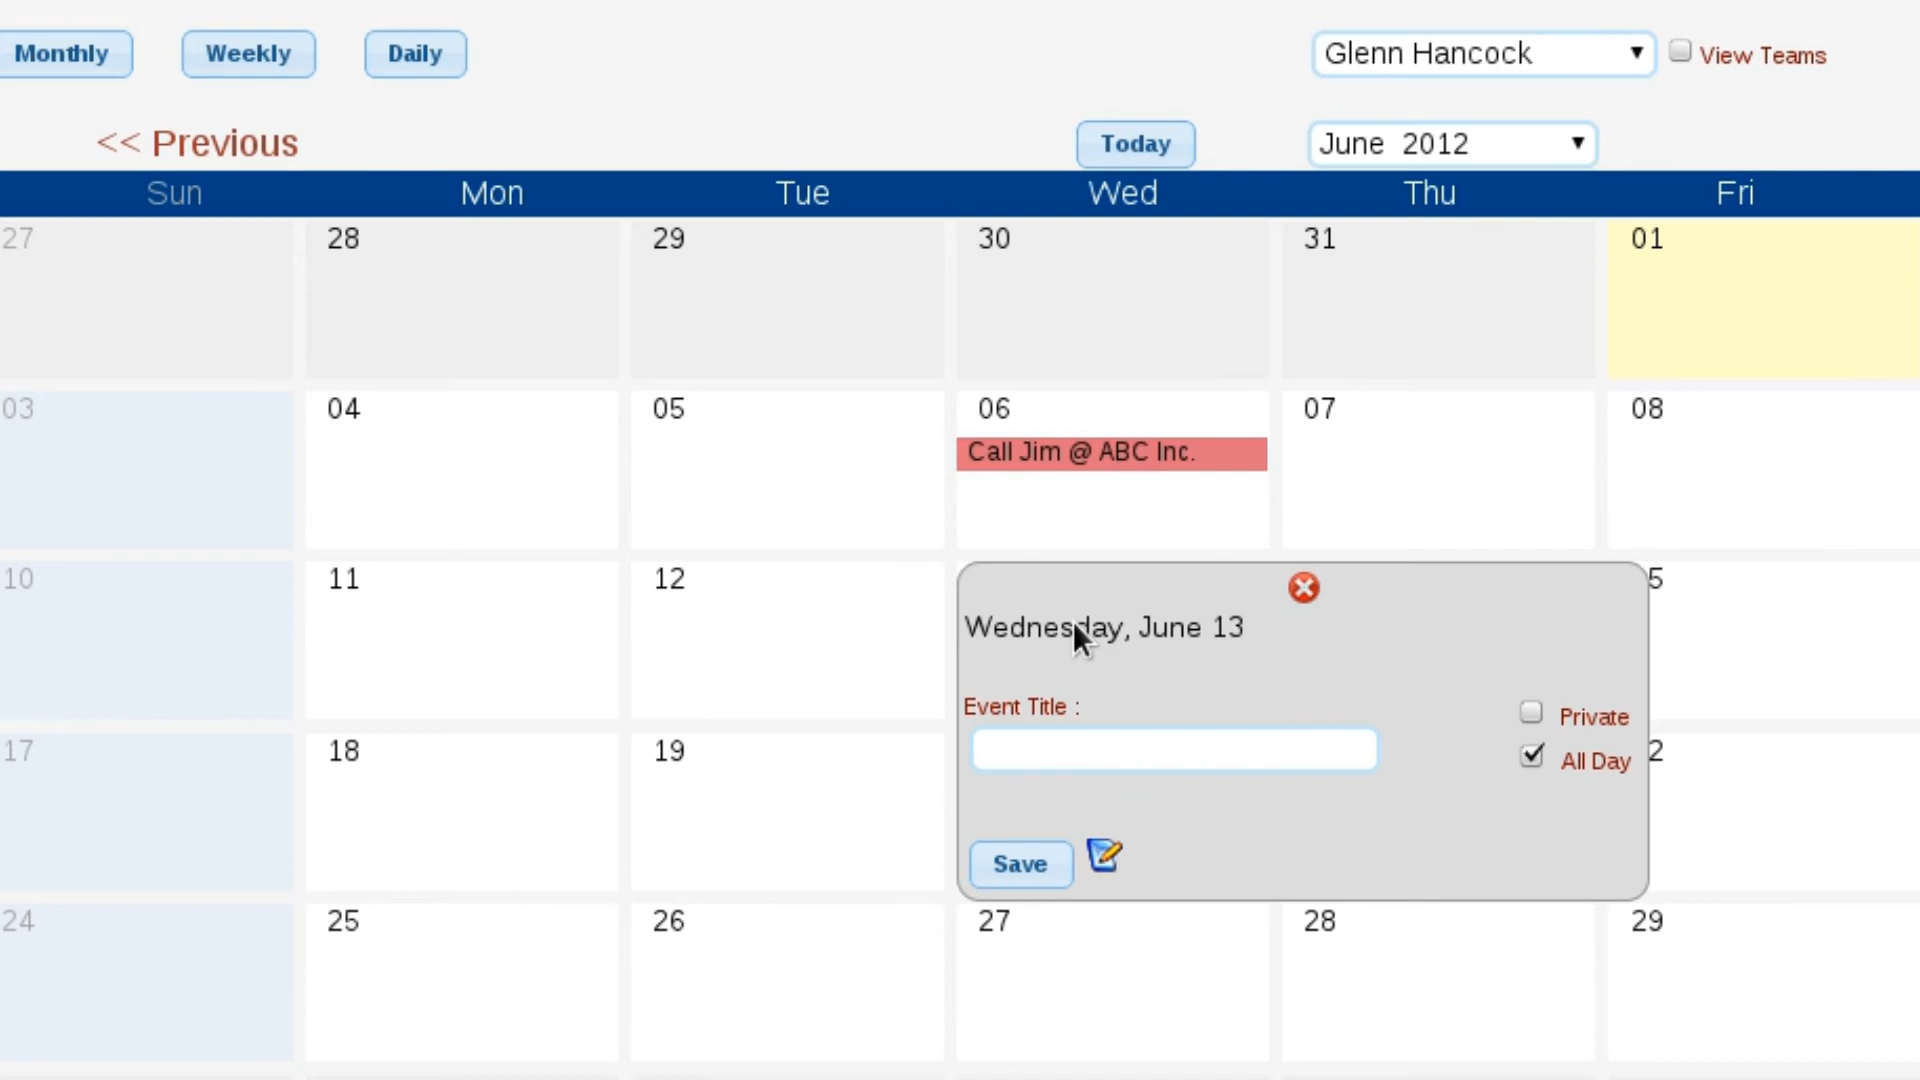 Monthly Weekly Daily Glenn Hancock View Teams
<< Previous Today June 2012
Sun Mon Tue Wed Thu Fri
27 28 29 30 31 01
03 04 05 06 07 08
Call Jim @ ABC Inc.
10 11 12 5
Wednesday, June 13
Event Title :
Private
17 18 19 2
All Day
Save
24 25 26 27 28 29